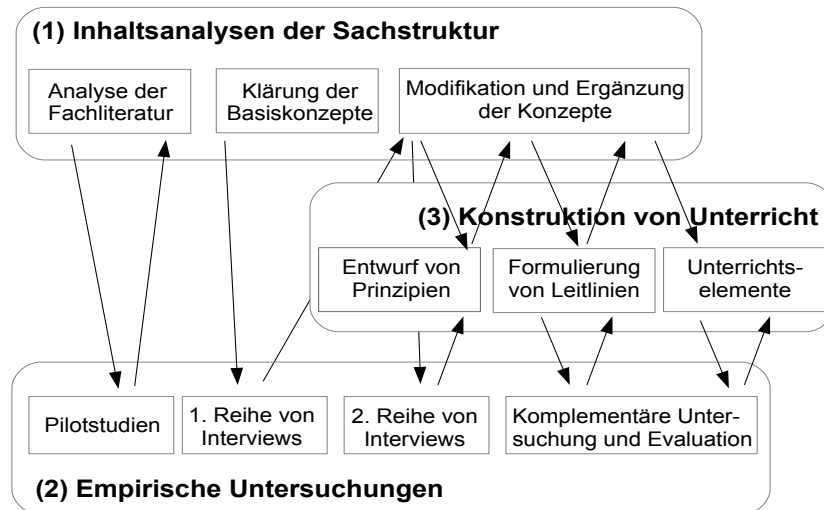 (1) Inhaltsanalysen der Sachstruktur
Analyse der
Fachliteratur
Klärung der
Basiskonzepte
Modifikation und Ergänzung
der Konzepte
(3) Konstruktion von Unterricht
Entwurf von
Prinzipien
Formulierung
von Leitlinien
Unterrichts-
elemente
Pilotstudien
1. Reihe von
Interviews
2. Reihe von
Interviews
Komplementäre Unter-
suchung und Evaluation
(2) Empirische Untersuchungen